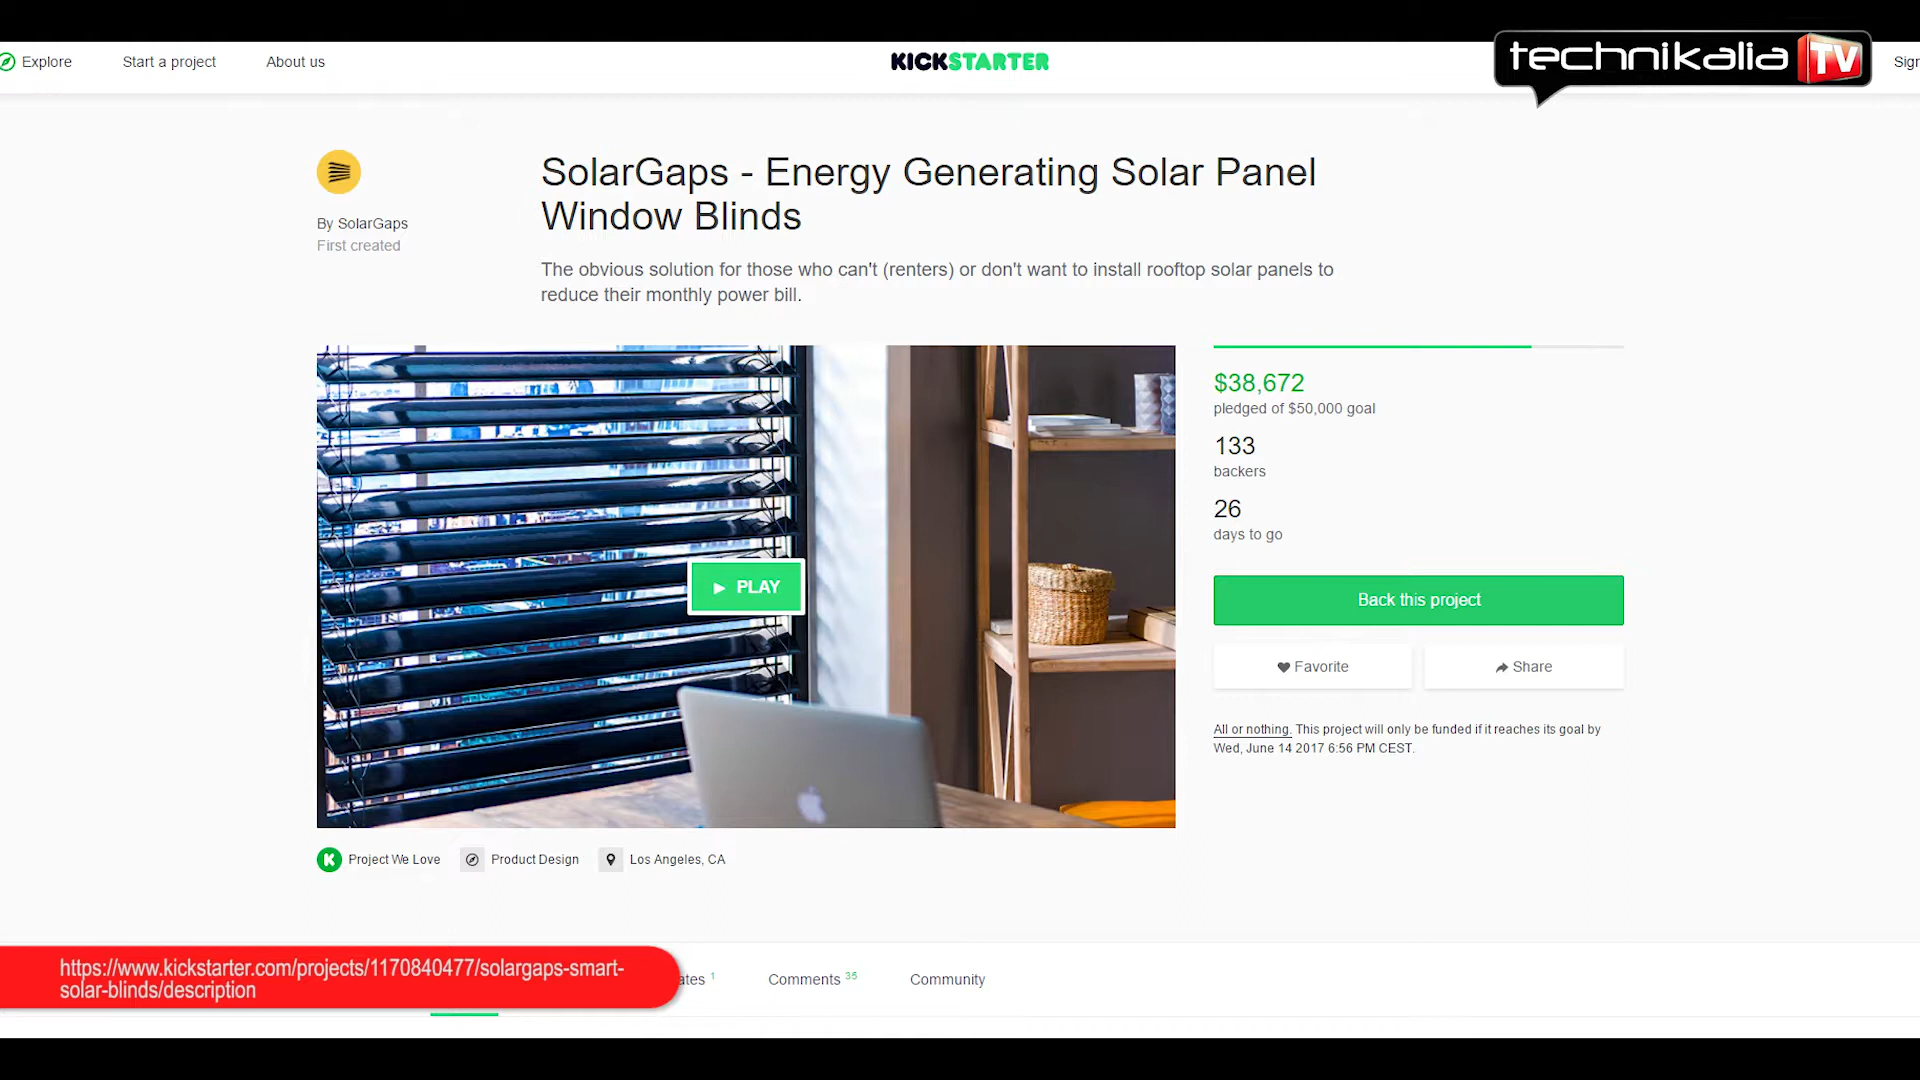 Explore
Start a project
About us
KICKSTARTER
technikalia TV
Sign
SolarGaps - Energy Generating Solar Panel
Window Blinds
By SolarGaps
First created
The obvious solution for those who can't (renters) or don't want to install rooftop solar panels to
reduce their monthly power bill.
PLAY
$38,672
pledged of $50,000 goal
133
backers
26
days to go
Back this project
Favorite
Share
All or nothing. This project will only be funded if it reaches its goal by
Wed, June 14 2017 6:56 PM CEST.
Project We Love
Product Design
Los Angeles, CA
https://www.kickstarter.com/projects/1170840477/solargaps-smart-
solar-blinds/description
ates 1
Comments 35
Community